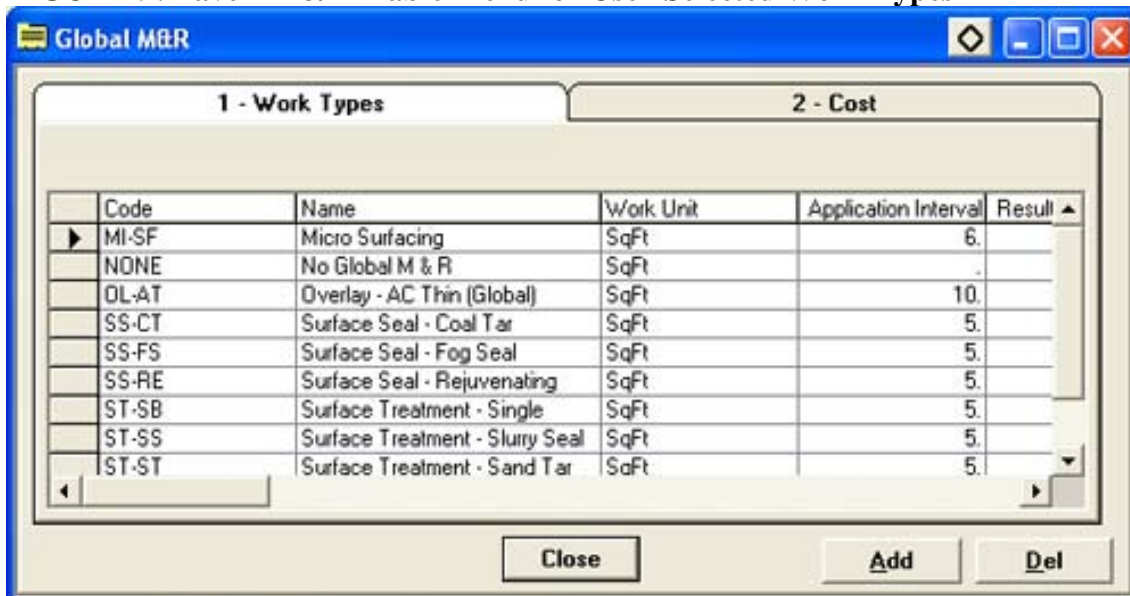 Global M&R
1 - Work Types 2 - Cost
Code Name Work Unit Application Interval Result
MI-SF Micro Surfacing SqFt 6.
NONE No Global M & R SqFt .
OL-AT Overlay - AC Thin (Global) SqFt 10.
SS-CT Surface Seal - Coal Tar SqFt 5.
SS-FS Surface Seal - Fog Seal SqFt 5.
SS-RE Surface Seal - Rejuvenating SqFt 5.
ST-SB Surface Treatment - Single SqFt 5.
ST-SS Surface Treatment - Slurry Seal SqFt 5.
ST-ST Surface Treatment - Sand Tar SqFt 5.
Close Add Del